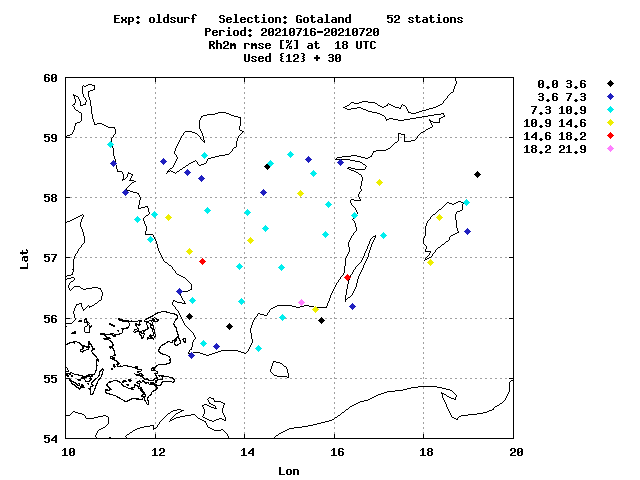 Exp: oldsurf   Selection: Gotaland     52 stations
Period: 20210716-20210720
Rh2m rmse [%] at  18 UTC
Used {12} + 30
0.0 3.6
3.6 7.3
7.3 10.9
10.9 14.6
14.6 18.2
18.2 21.9
60
59
58
57
56
55
54
Lat
10 12 14 16 18 20
Lon